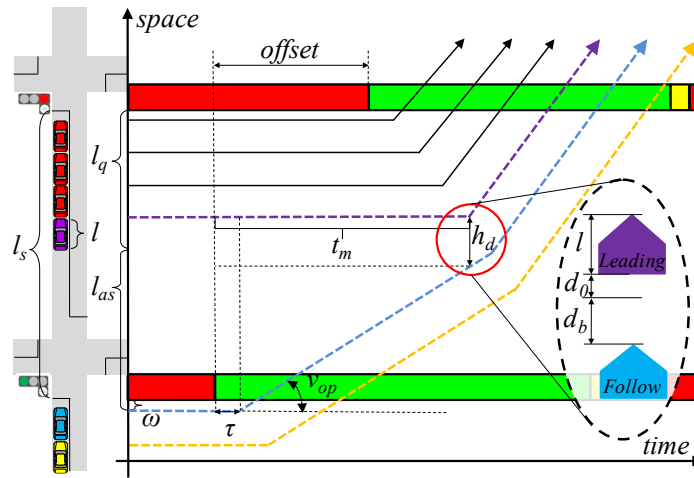 space
offset
l_q
l
l_s
l_as
t_m
h_d
l
Leading
d_0
d_b
Follow
v_op
ω
τ
time